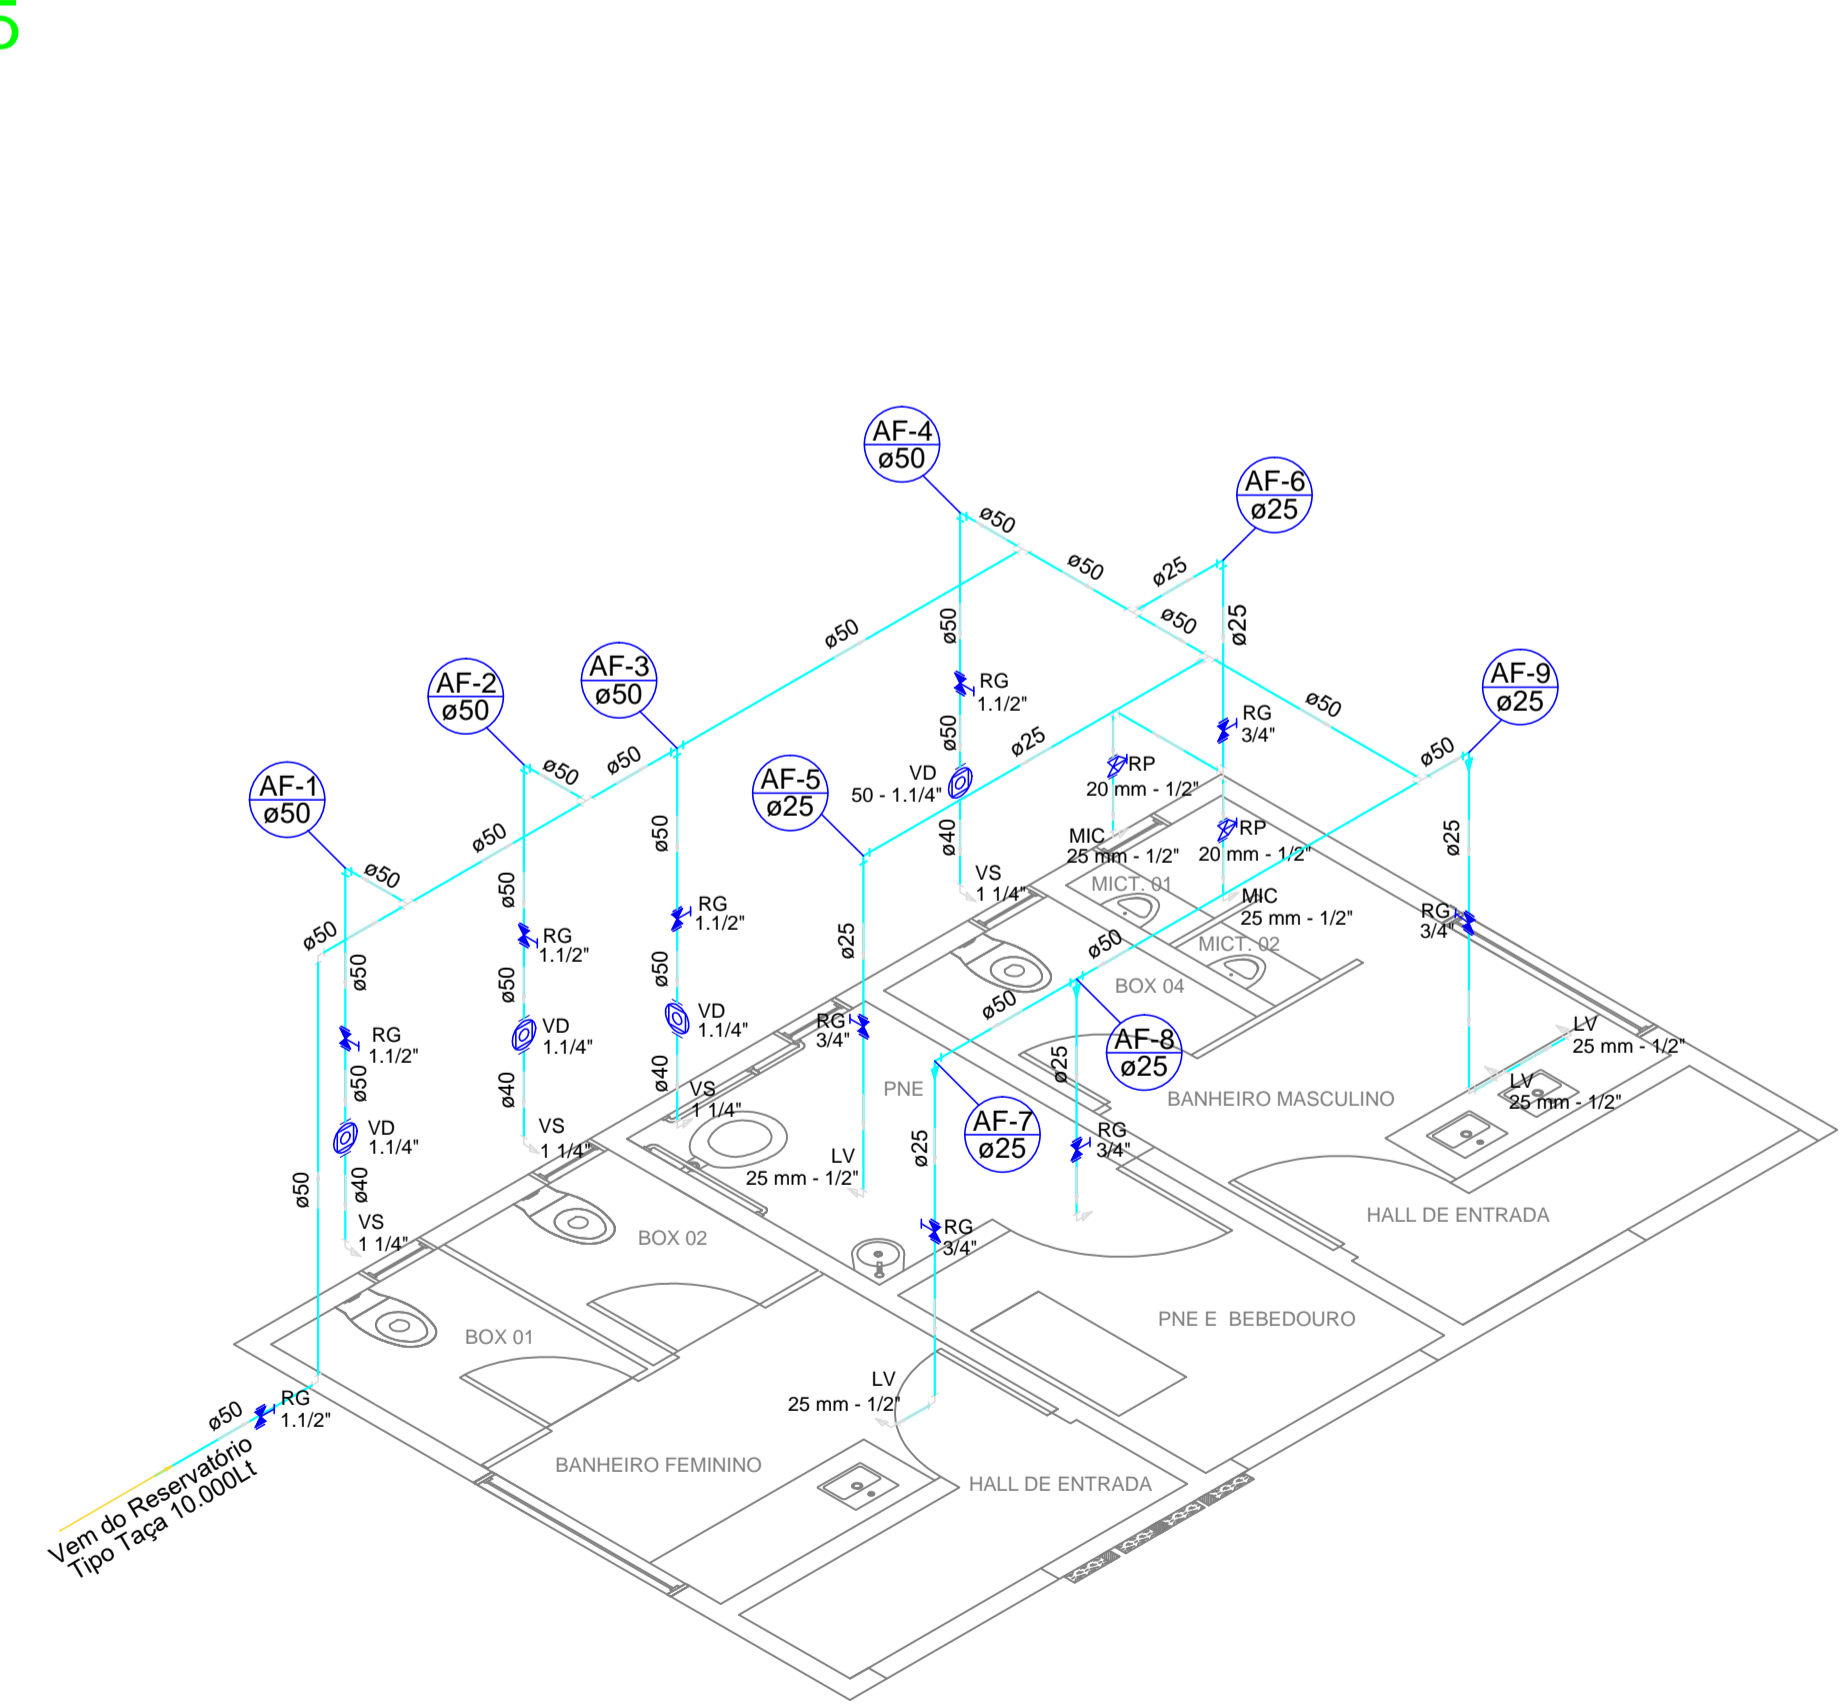 5
AF-4
ø50
AF-6
ø25
ø50
ø50
ø25
ø50
ø25
ø50
ø50
AF-3
ø50
AF-2
ø50
AF-9
ø25
RG
1.1/2"
RG
3/4"
ø50
ø50
ø25
ø50
AF-1
ø50
AF-5
ø25
ø50
ø50
ø50
VD
50 - 1.1/4"
RP
20 mm - 1/2"
ø50
ø50
ø50
ø40
MIC
25 mm - 1/2"
RP
20 mm - 1/2"
ø25
VS
1 1/4"
MICT. 01
MIC
25 mm - 1/2"
RG
3/4"
ø50
RG
1.1/2"
RG
1.1/2"
ø25
ø50
MICT. 02
ø50
ø50
ø50
ø50
BOX 04
VD
1.1/4"
VD
1.1/4"
RG
3/4"
AF-8
ø25
LV
25 mm - 1/2"
RG
1.1/2"
ø50
ø40
ø40
ø25
PNE
VS
1 1/4"
BANHEIRO MASCULINO
LV
25 mm - 1/2"
VD
1.1/4"
VS
1 1/4"
AF-7
ø25
RG
3/4"
ø25
LV
25 mm - 1/2"
ø50
ø40
VS
1 1/4"
BOX 02
RG
3/4"
HALL DE ENTRADA
BOX 01
PNE E BEBEDOURO
ø50
RG
1.1/2"
LV
25 mm - 1/2"
BANHEIRO FEMININO
HALL DE ENTRADA
Vem do Reservatório
Tipo Taça 10.000Lt